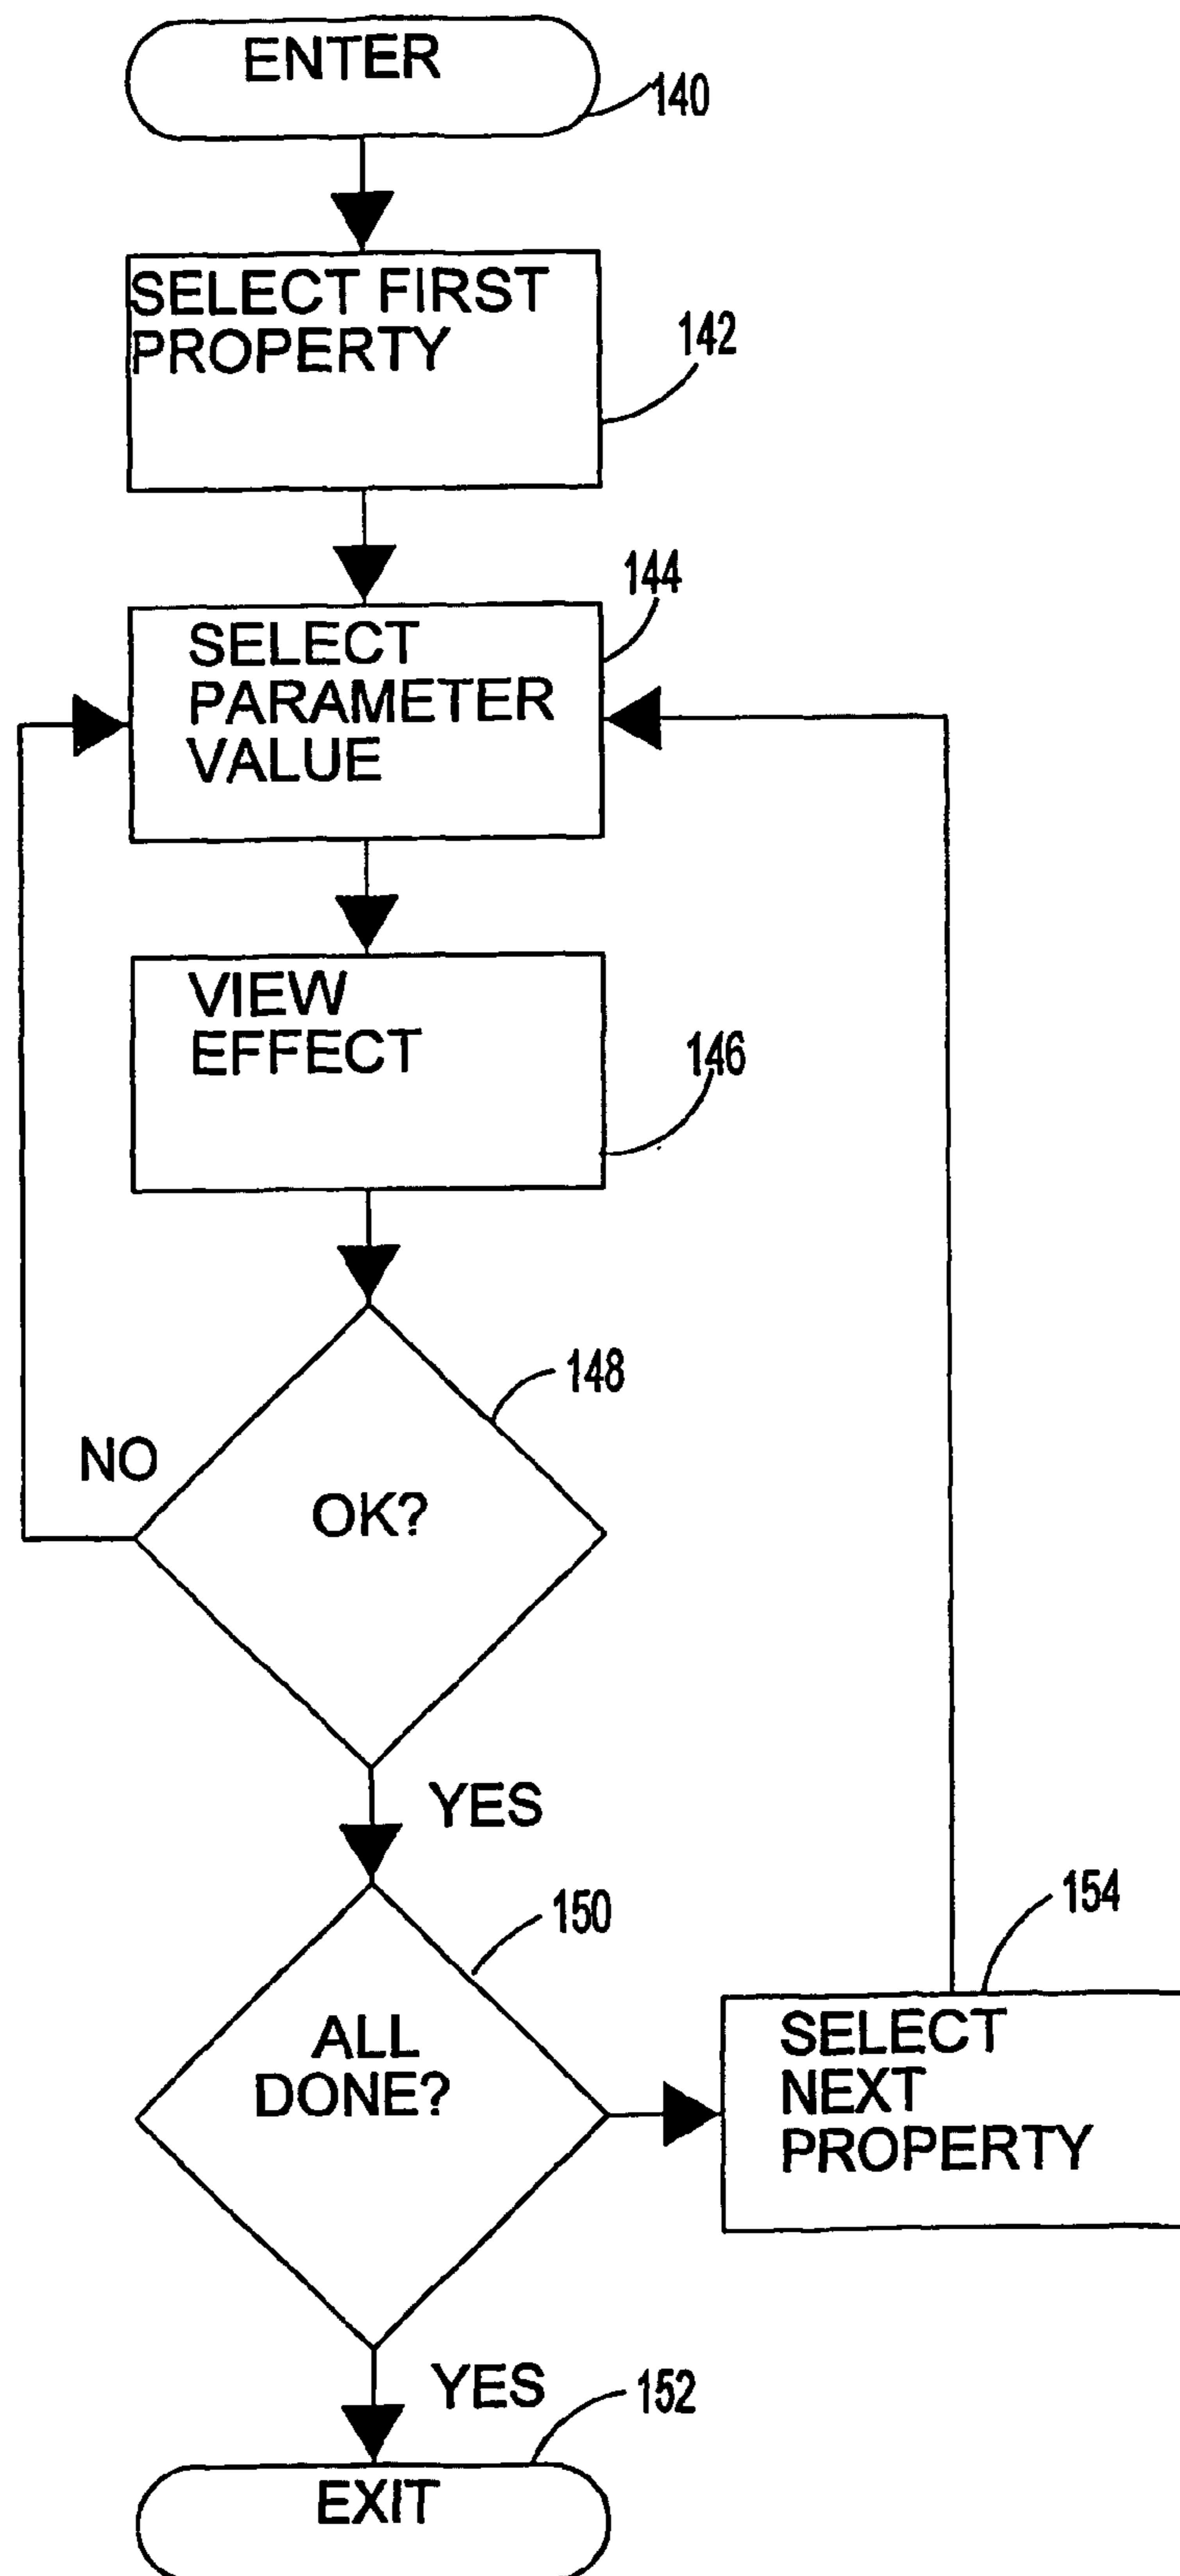 ENTER
140
SELECT FIRST
PROPERTY
142
144
SELECT
PARAMETER
VALUE
VIEW
EFFECT
146
148
NO
OK?
YES
150
154
ALL
DONE?
SELECT
NEXT
PROPERTY
YES
152
EXIT